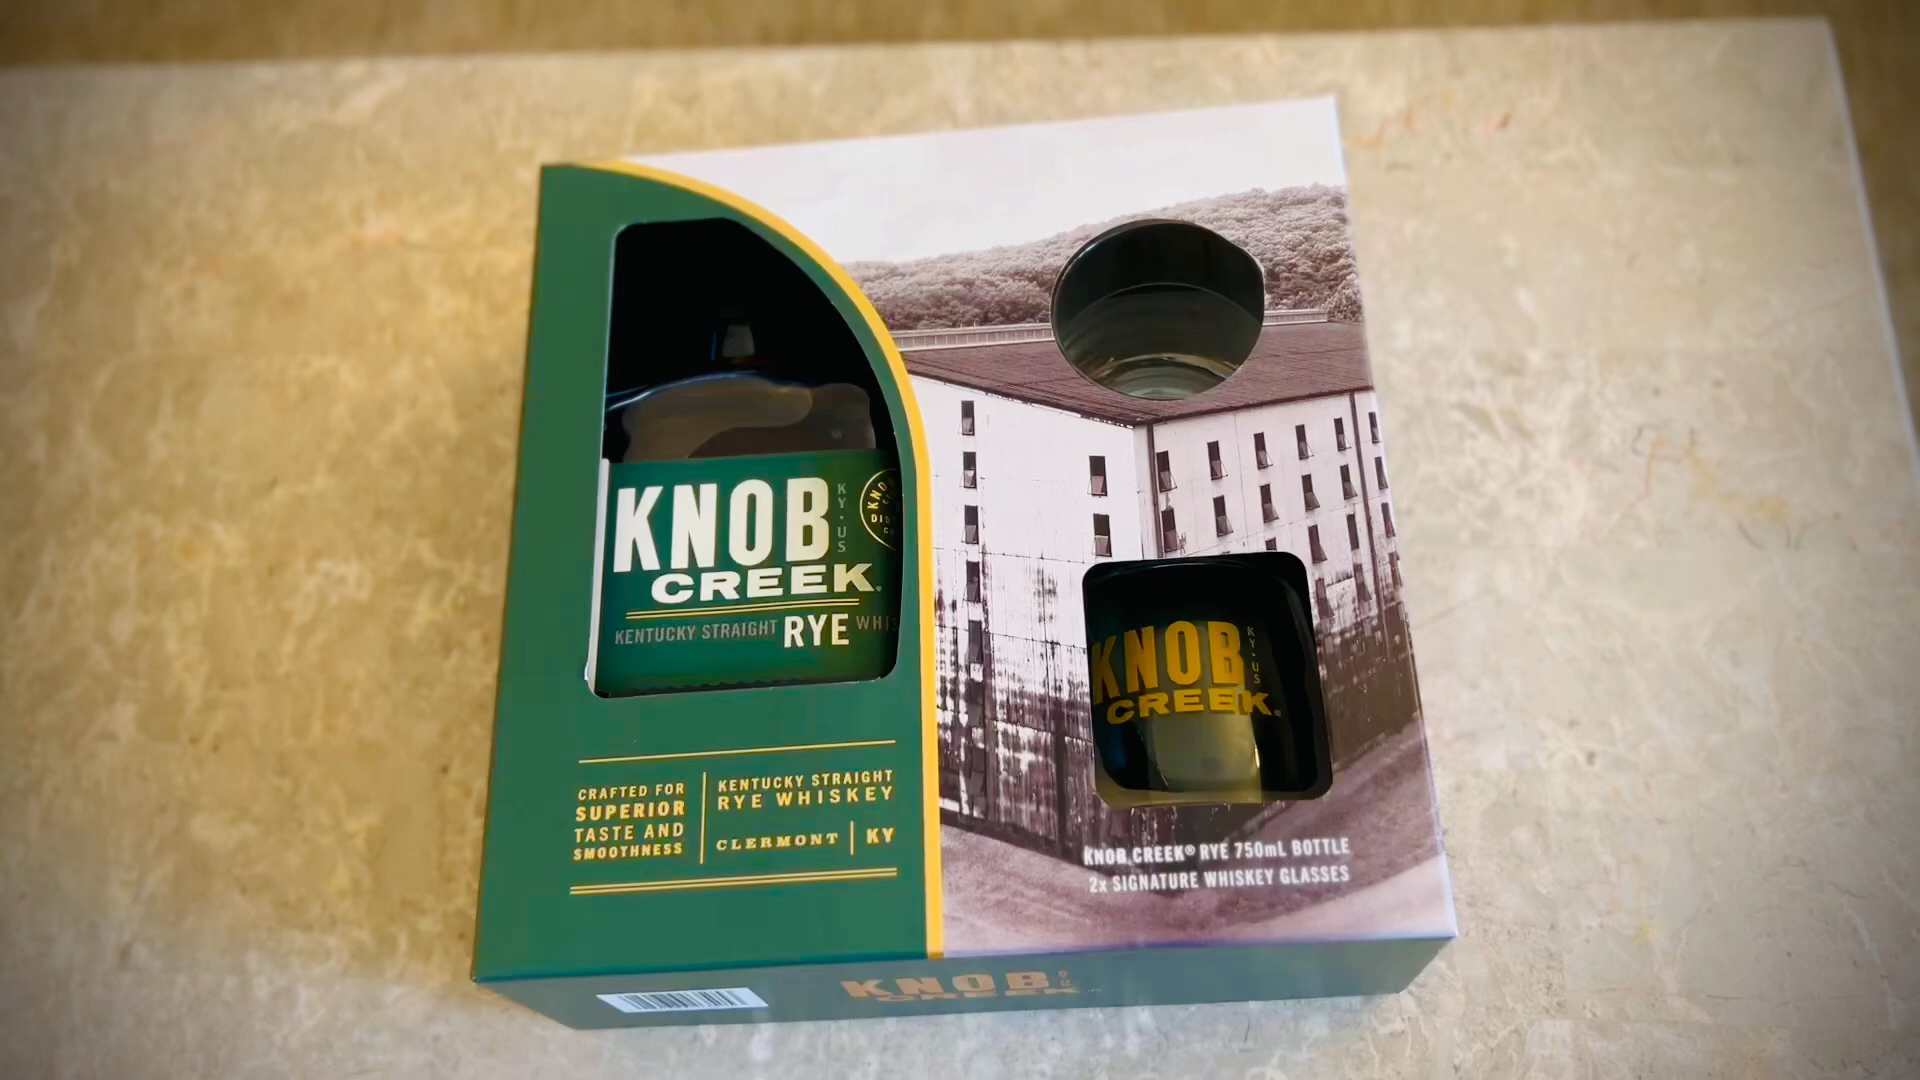 KNOB
KY·US
CREEK®
KENTUCKY STRAIGHT RYE
CRAFTED FOR
SUPERIOR
TASTE AND
SMOOTHNESS
KENTUCKY STRAIGHT
RYE WHISKEY
CLERMONT | KY
KNOB
KY·US
CREEK®
KNOB CREEK® RYE 750mL BOTTLE
2x SIGNATURE WHISKEY GLASSES
KNOB
CREEK